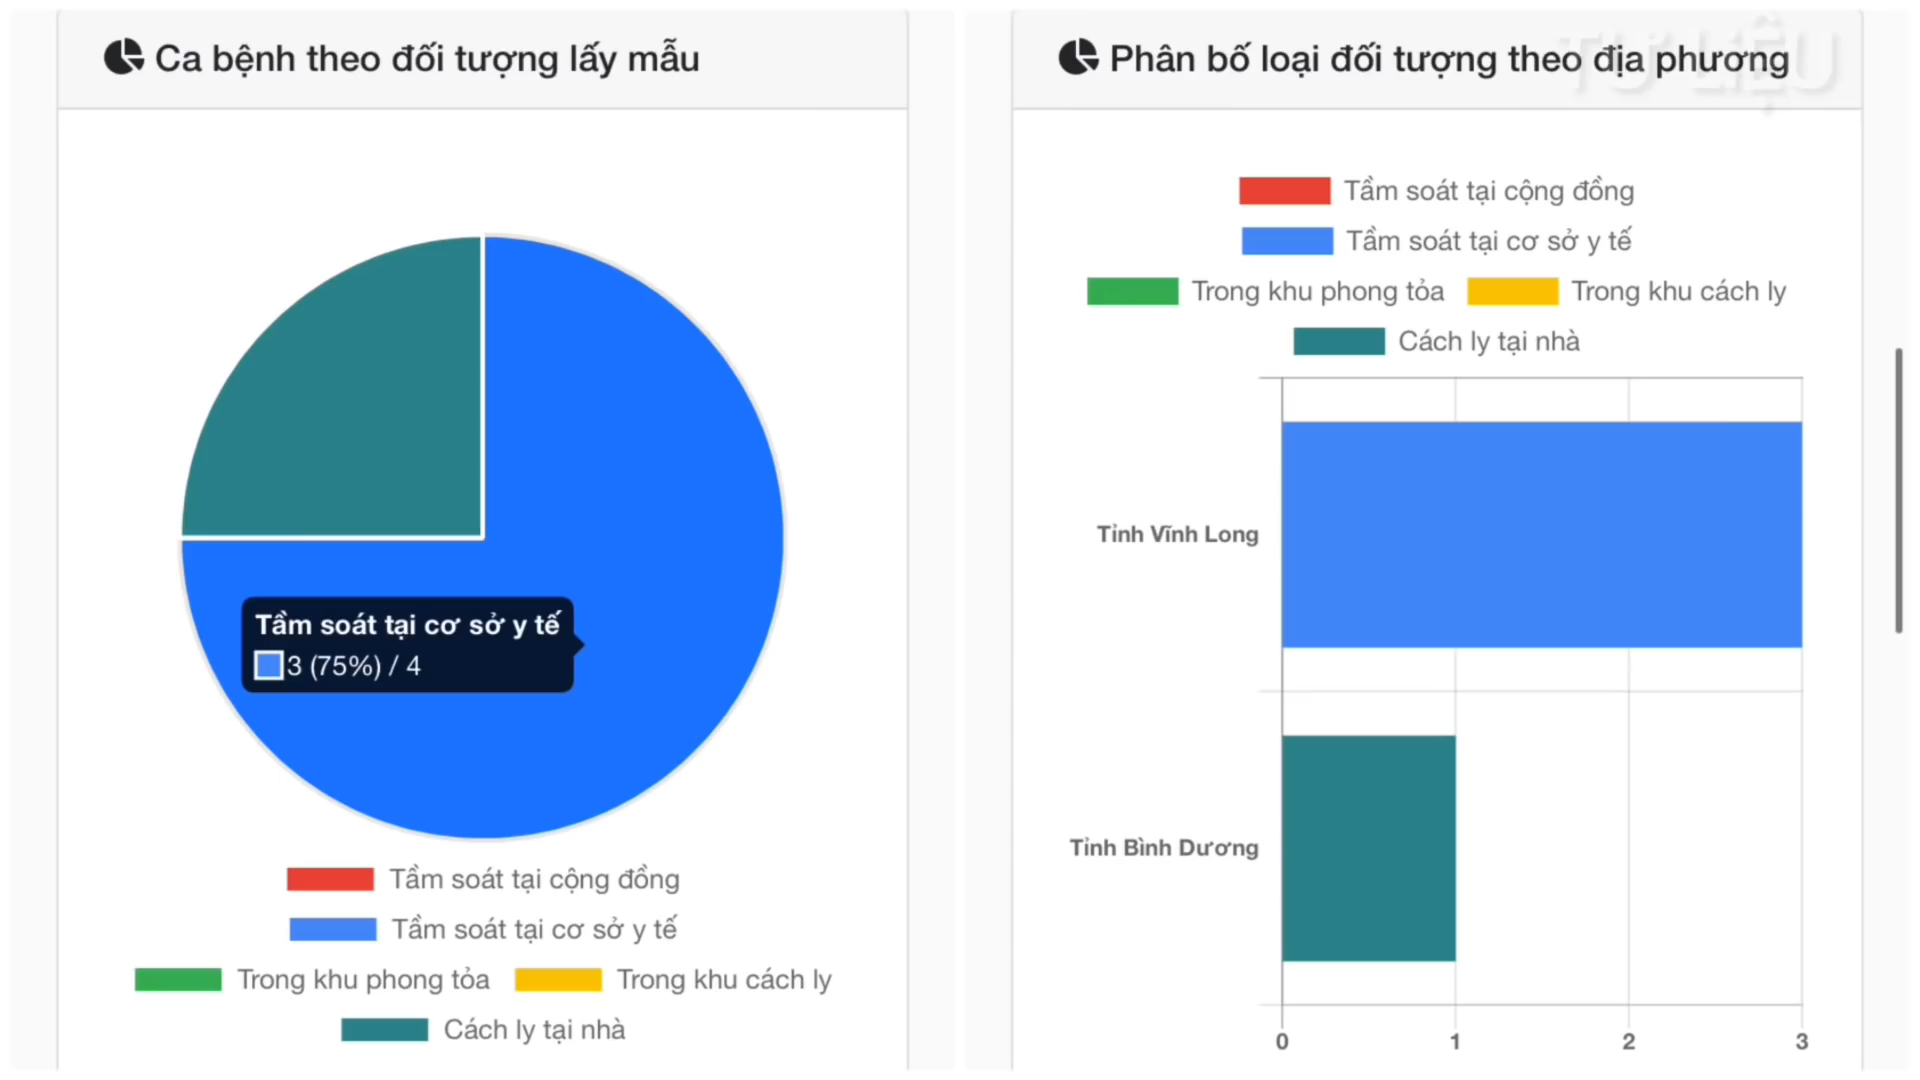 Ca bệnh theo đối tượng lấy mẫu
Tầm soát tại cơ sở y tế
3 (75%) / 4
Tầm soát tại cộng đồng
Tầm soát tại cơ sở y tế
Trong khu phong tỏa Trong khu cách ly
Cách ly tại nhà
Phân bố loại đối tượng theo địa phương
TƯ LIỆU
Tầm soát tại cộng đồng
Tầm soát tại cơ sở y tế
Trong khu phong tỏa Trong khu cách ly
Cách ly tại nhà
Tỉnh Vĩnh Long
Tỉnh Bình Dương
0 1 2 3